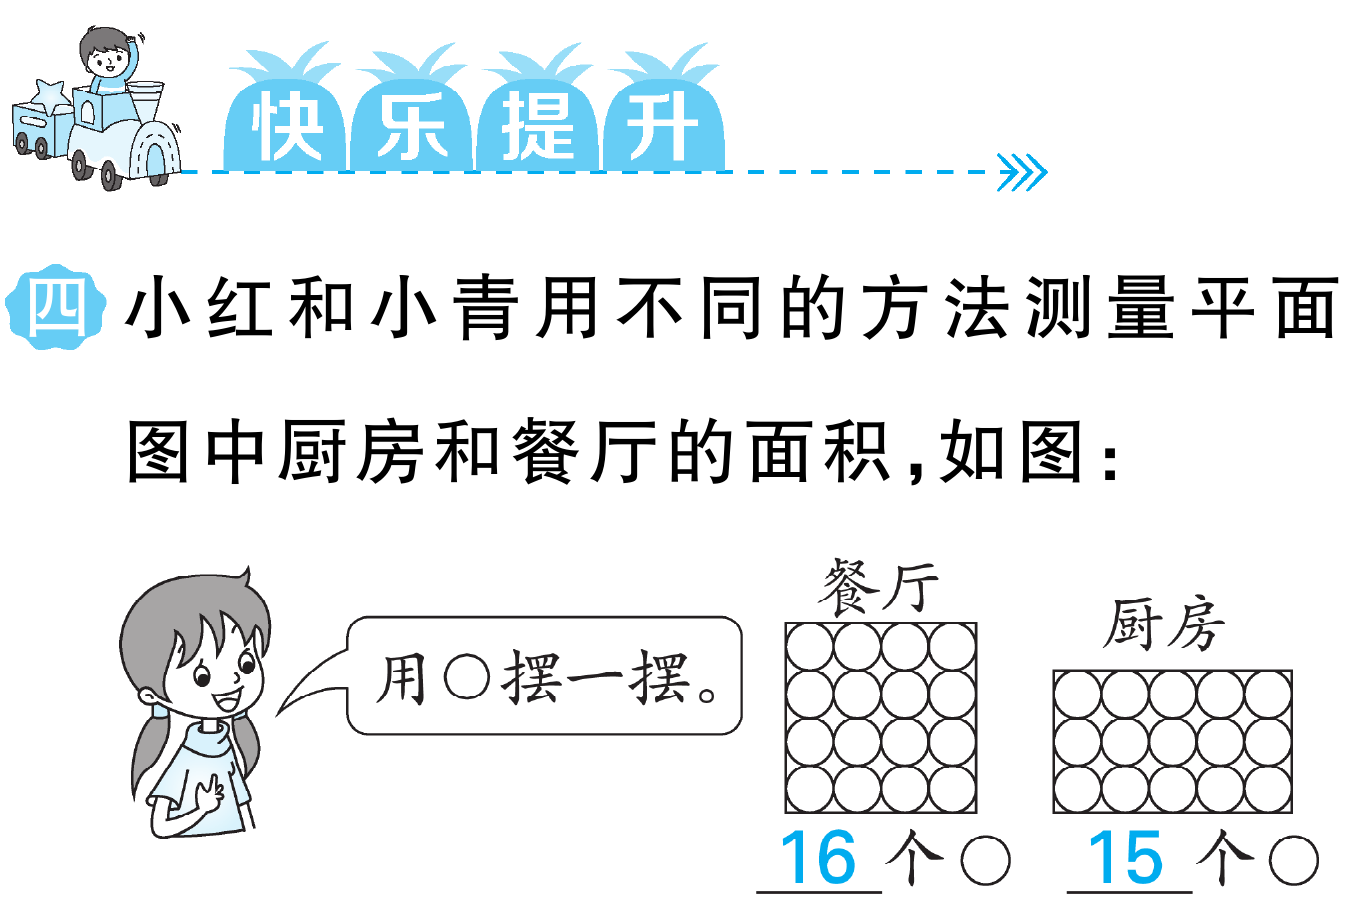 快乐提升
四 小红和小青用不同的方法测量平面
图中厨房和餐厅的面积,如图:
用○摆一摆。
餐厅
厨房
16 个○
15 个○